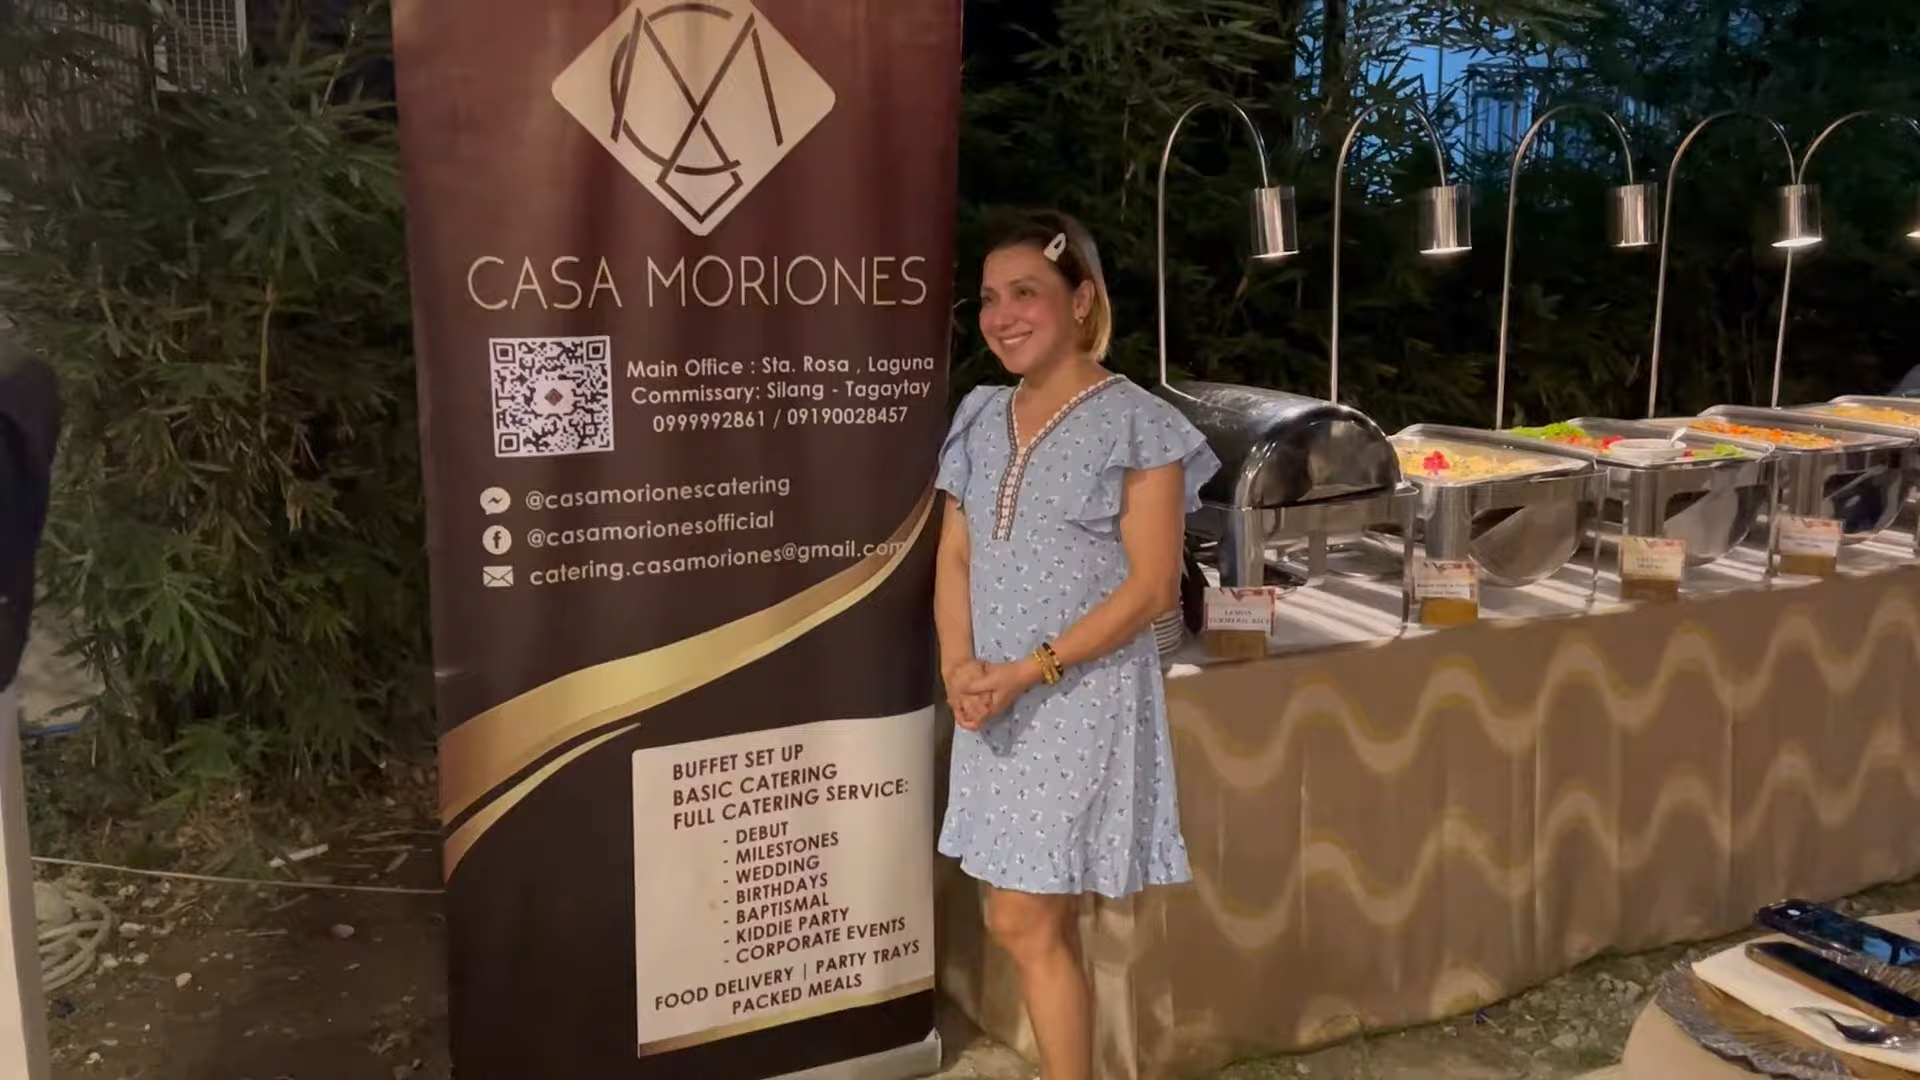 CASA MORIONES
Main Office : Sta. Rosa , Laguna
Commissary: Silang - Tagaytay
0999992861 / 09190028457
@casamorionescatering
@casamorionesofficial
catering.casamoriones@gmail.com
BUFFET SET UP
BASIC CATERING
FULL CATERING SERVICE:
- DEBUT
- MILESTONES
- WEDDING
- BIRTHDAYS
- BAPTISMAL
- KIDDIE PARTY
- CORPORATE EVENTS
FOOD DELIVERY | PARTY TRAYS
PACKED MEALS
LEMON
TURMERIC RICE